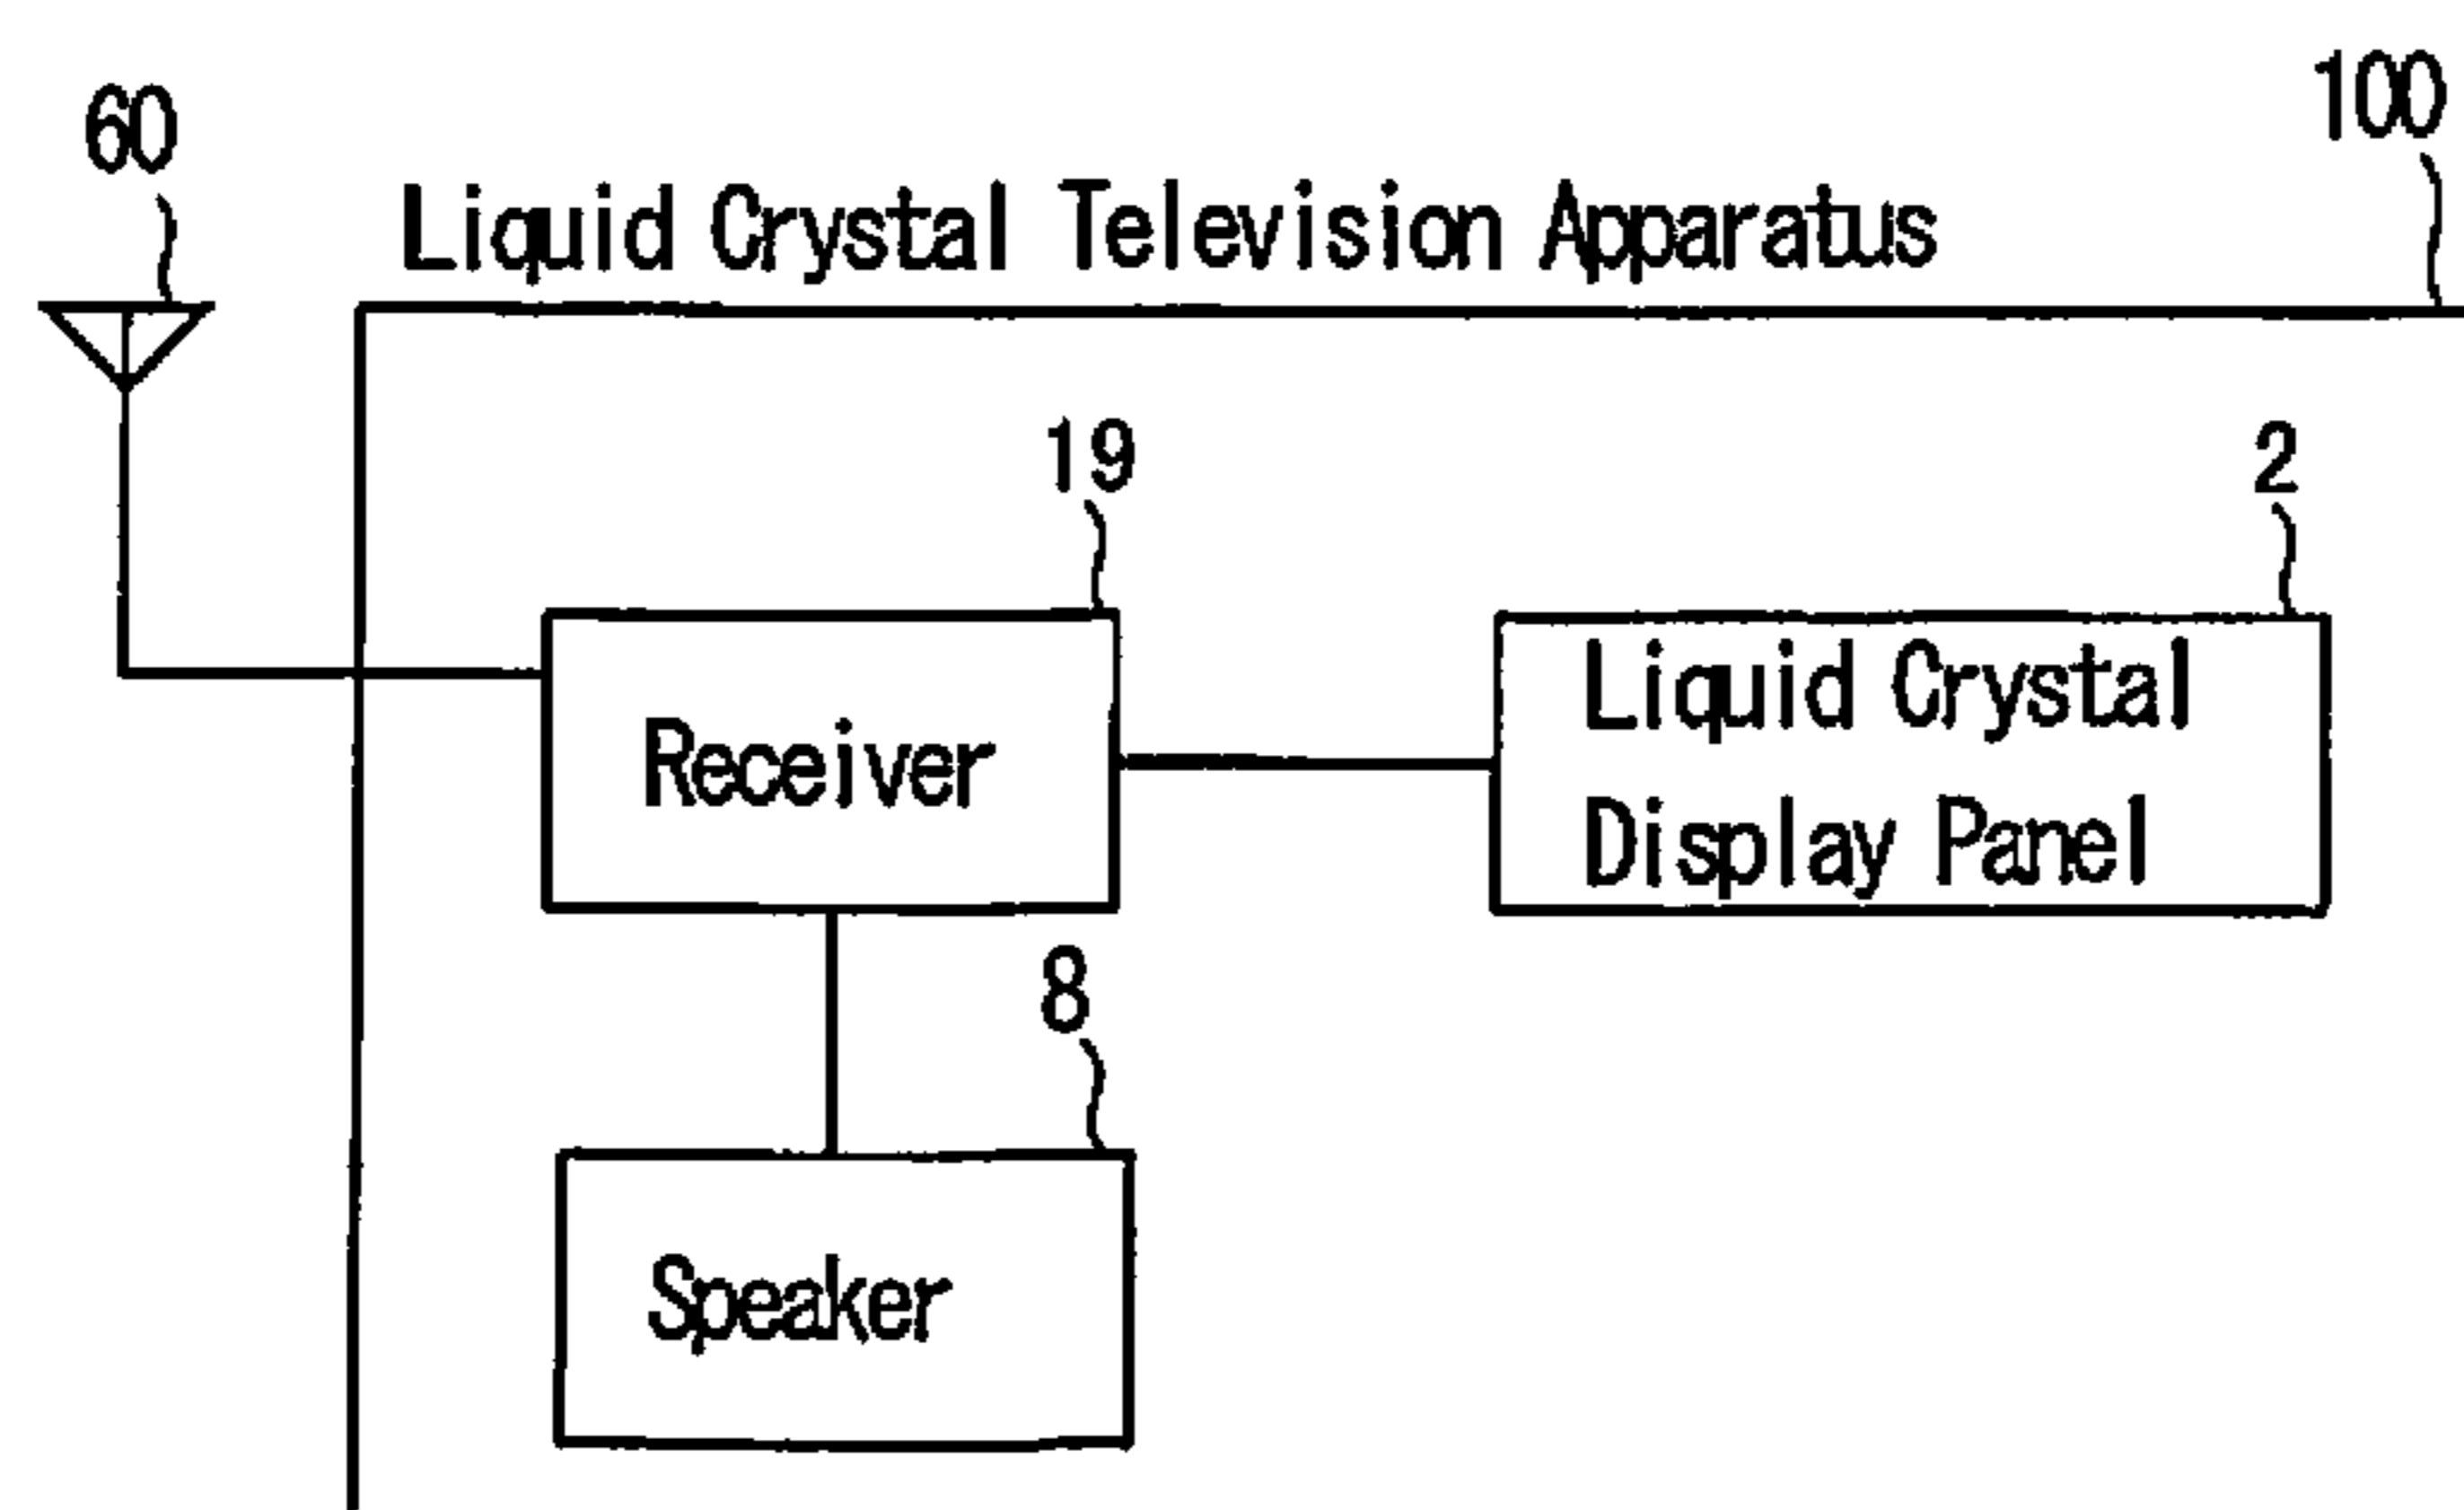 60
100
Liquid Crystal Television Apparatus
19
2
Receiver
Liquid Crystal
Display Panel
8
Speaker